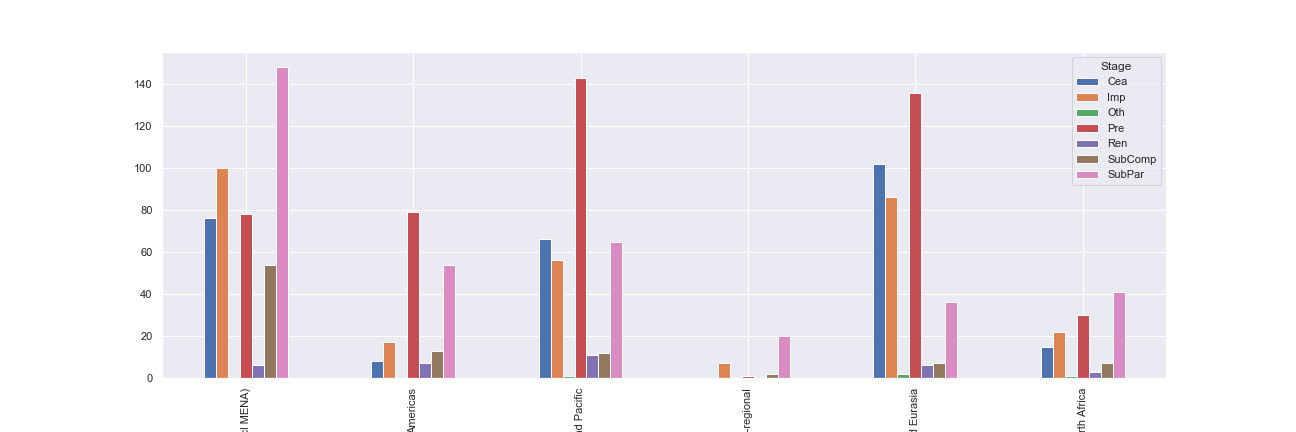 140
120
100
80
60
40
20
0
Stage
Cea
Imp
Oth
Pre
Ren
SubComp
SubPar
MENA)
Americas
Pacific
-regional
Eurasia
Africa